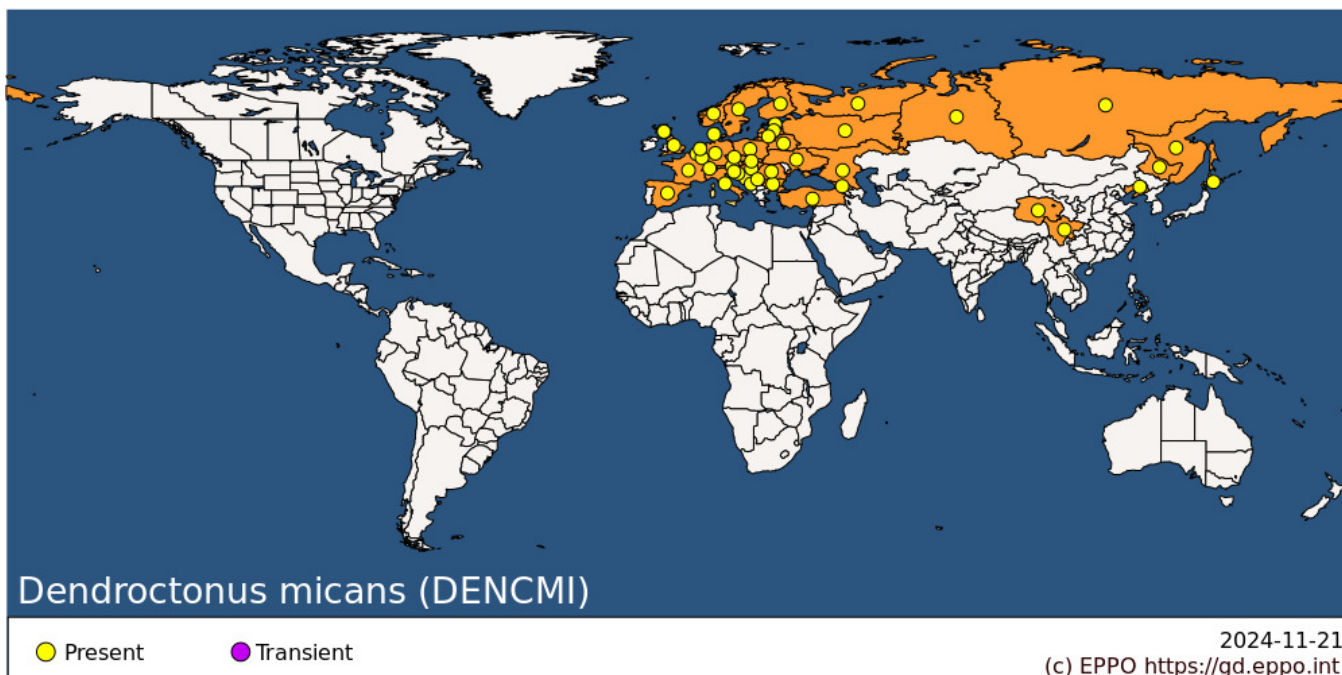 Dendroctonus micans (DENCMI)
Present
Transient
2024-11-21
(c) EPPO https://gd.eppo.int